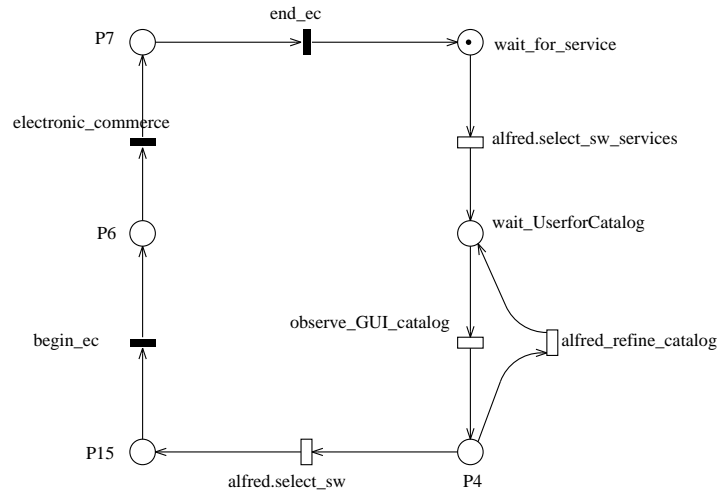 end_ec
P7
wait_for_service
electronic_commerce
alfred.select_sw_services
P6
wait_UserforCatalog
observe_GUI_catalog
begin_ec
alfred_refine_catalog
P15
alfred.select_sw
P4